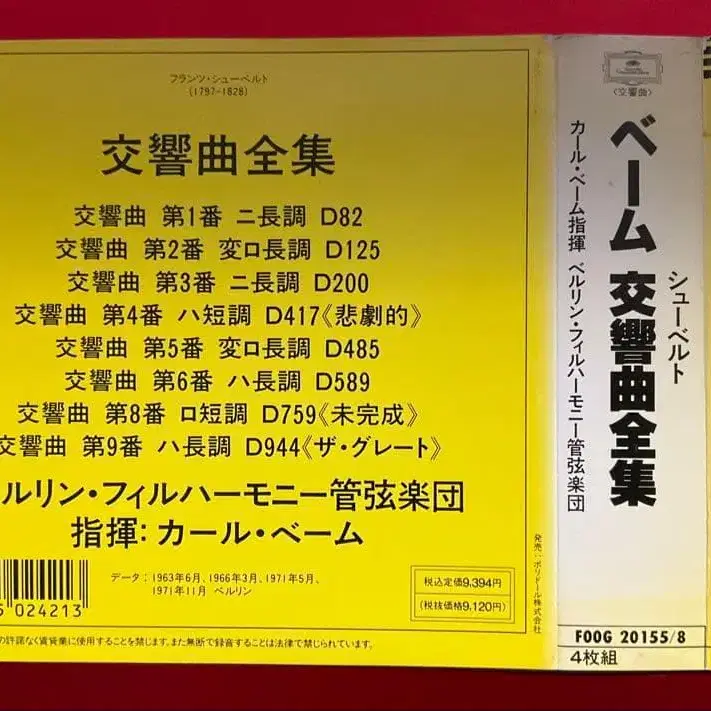 フランツ・シューベルト
(1797-1828)
交響曲全集
交響曲 第1番 ニ長調 D82
交響曲 第2番 変ロ長調 D125
交響曲 第3番 ニ長調 D200
交響曲 第4番 ハ短調 D417《悲劇的》
交響曲 第5番 変ロ長調 D485
交響曲 第6番 ハ長調 D589
交響曲 第8番 ロ短調 D759《未完成》
交響曲 第9番 ハ長調 D944《ザ・グレート》
ルリン・フィルハーモニー管弦楽団
指揮: カール・ベーム
データ: 1963年6月、1966年3月、1971年5月、
1971年11月 ベルリン
5024213
税込定価9,394円
(税抜価格9,120円)
発売: ポリドール株式会社
の許諾なく賃貸業に使用することを禁じます。また無断で録音することは法律で禁じられています。
〈交響曲〉
ベーム 交響曲全集
シューベルト
カール・ベーム指揮 ベルリン・フィルハーモニー管弦楽団
F00G 20155/8
4枚組